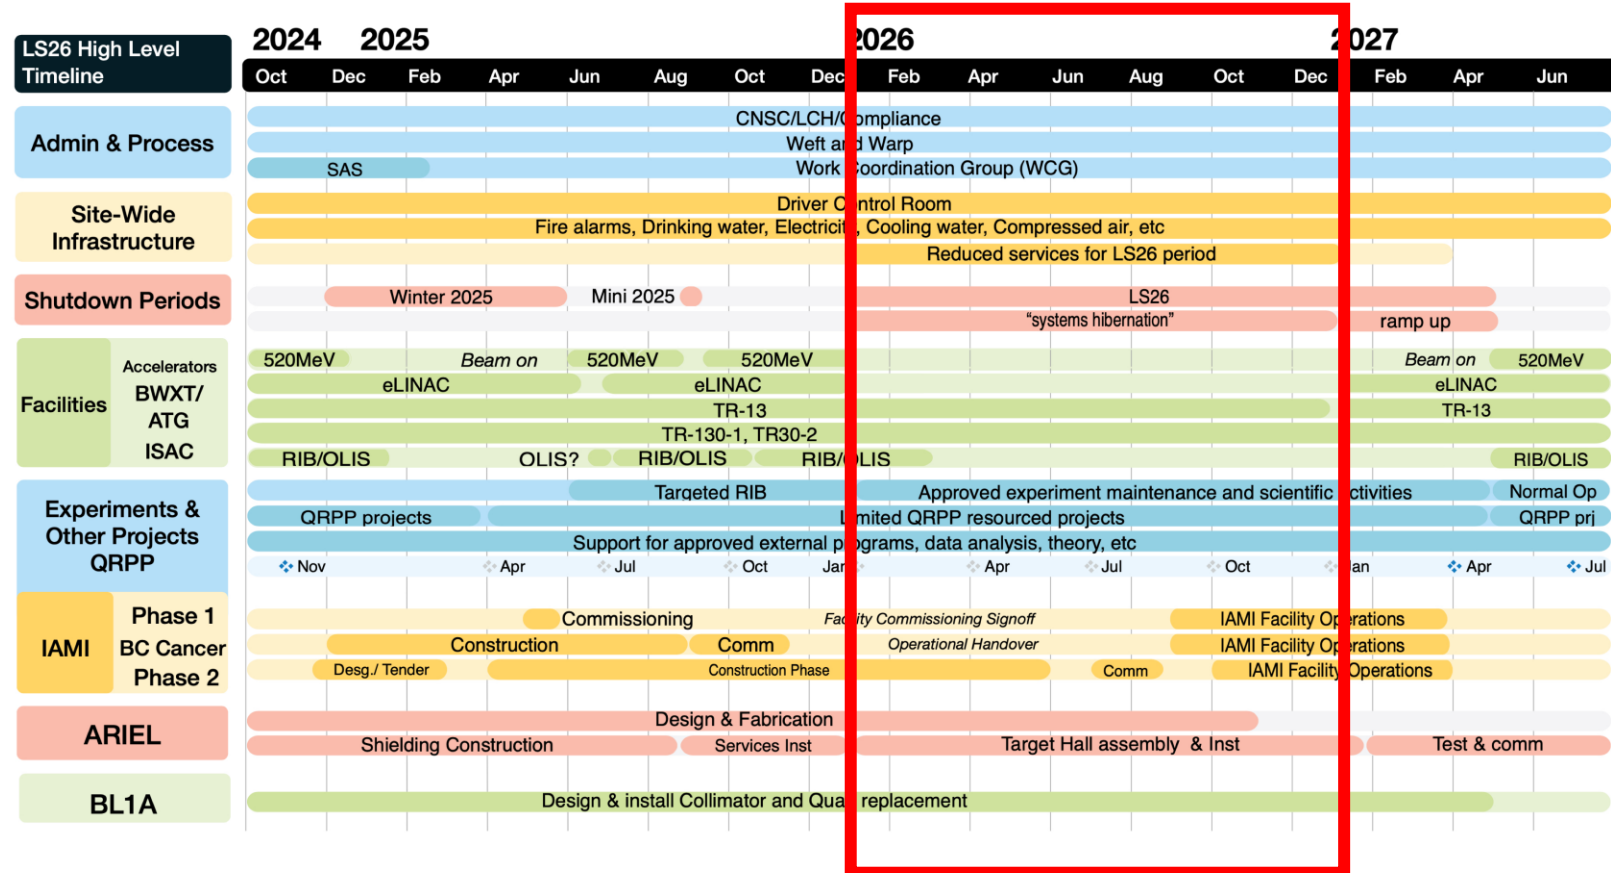 2024 2025 2026 2027
LS26 High Level
Timeline
Oct Dec Feb Apr Jun Aug Oct Dec Feb Apr Jun Aug Oct Dec Feb Apr Jun
Admin & Process
CNSC/LCH/Compliance
Weft and Warp
SAS Work Coordination Group (WCG)
Site-Wide
Infrastructure
Driver Control Room
Fire alarms, Drinking water, Electricity, Cooling water, Compressed air, etc
Reduced services for LS26 period
Shutdown Periods
Winter 2025 Mini 2025 LS26
“systems hibernation” ramp up
Facilities
Accelerators
BWXT/
ATG
ISAC
520MeV Beam on 520MeV 520MeV Beam on 520MeV
eLINAC eLINAC eLINAC
TR-13 TR-13
TR-130-1, TR30-2
RIB/OLIS OLIS? RIB/OLIS RIB/OLIS RIB/OLIS
Experiments &
Other Projects
QRPP
Targeted RIB Approved experiment maintenance and scientific activities Normal Op
QRPP projects Limited QRPP resourced projects QRPP prj
Support for approved external programs, data analysis, theory, etc
Nov Apr Jul Oct Jan Apr Jul Oct Jan Apr Jul
IAMI
Phase 1
BC Cancer
Phase 2
Commissioning Facility Commissioning Signoff IAMI Facility Operations
Construction Comm Operational Handover IAMI Facility Operations
Desg./ Tender Construction Phase Comm IAMI Facility Operations
ARIEL
Design & Fabrication
Shielding Construction Services Inst Target Hall assembly & Inst Test & comm
BL1A
Design & install Collimator and Quad replacement